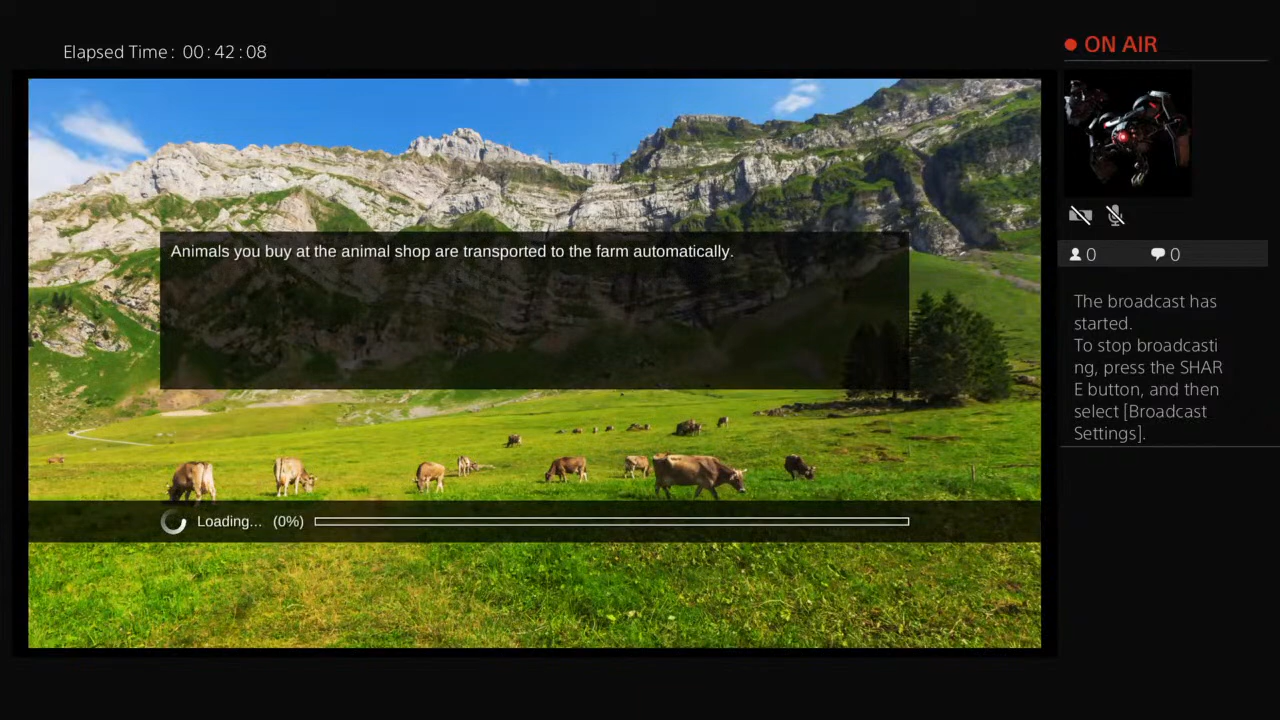 Elapsed Time: 00:42:08
ON AIR
Animals you buy at the animal shop are transported to the farm automatically.
0
0
The broadcast has
started.
To stop broadcasti
ng, press the SHAR
E button, and then
select [Broadcast
Settings].
Loading... (0%)